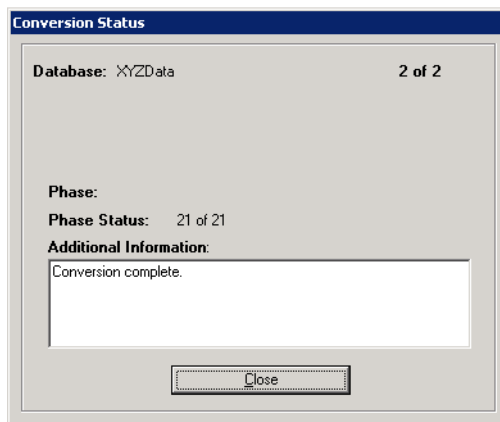 Conversion Status
Database: XYZData 2 of 2
Phase:
Phase Status: 21 of 21
Additional Information:
Conversion complete.
Close